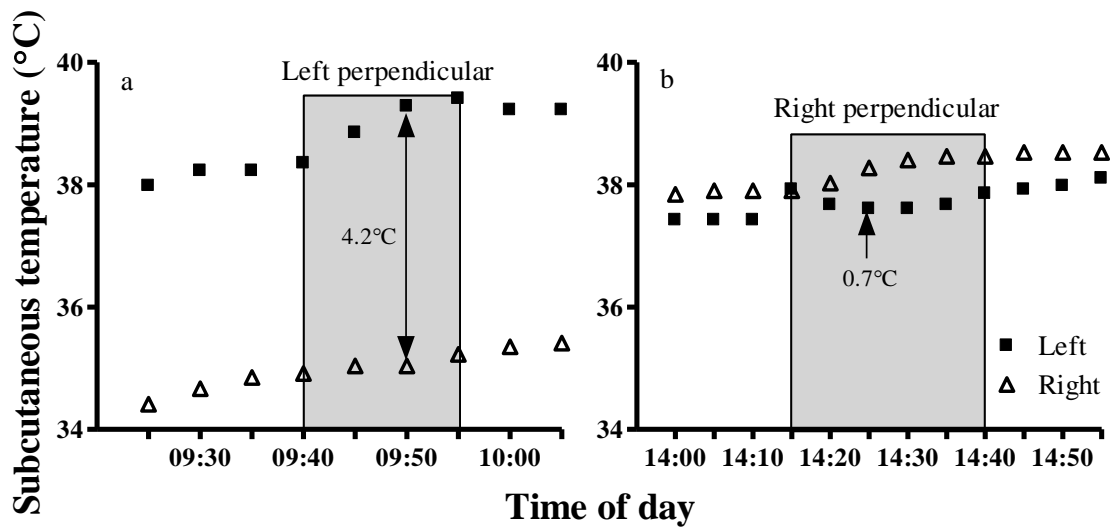 Subcutaneous temperature (°C)
40
38
36
34
a
Left perpendicular
4.2°C
09:30 09:40 09:50 10:00
40
38
36
34
b
Right perpendicular
0.7°C
Left
Right
14:00 14:10 14:20 14:30 14:40 14:50
Time of day